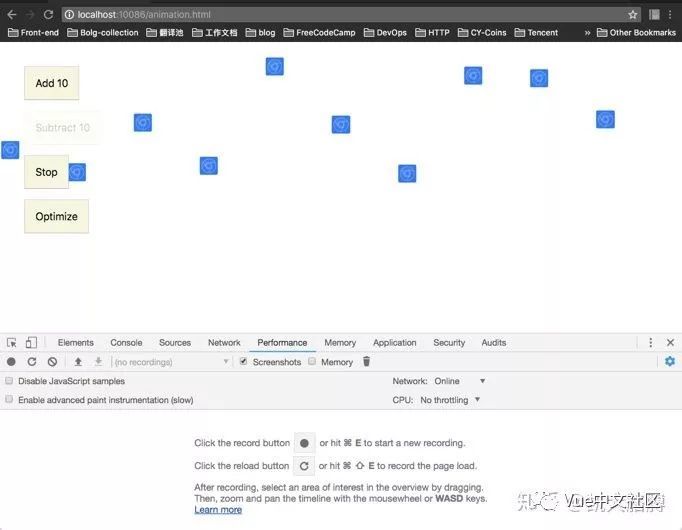 localhost:10086/animation.html
Front-end Bolg-collection 翻译池 工作文档 blog FreeCodeCamp DevOps HTTP CY-Coins Tencent » Other Bookmarks
Add 10
Subtract 10
Stop
Optimize
Elements Console Sources Network Performance Memory Application Security Audits
(no recordings) Screenshots Memory
Disable JavaScript samples Network: Online
Enable advanced paint instrumentation (slow) CPU: No throttling
Click the record button or hit ⌘ E to start a new recording.
Click the reload button or hit ⌘ ⇧ E to record the page load.
After recording, select an area of interest in the overview by dragging.
Then, zoom and pan the timeline with the mousewheel or WASD keys.
Learn more
Vue中文社区